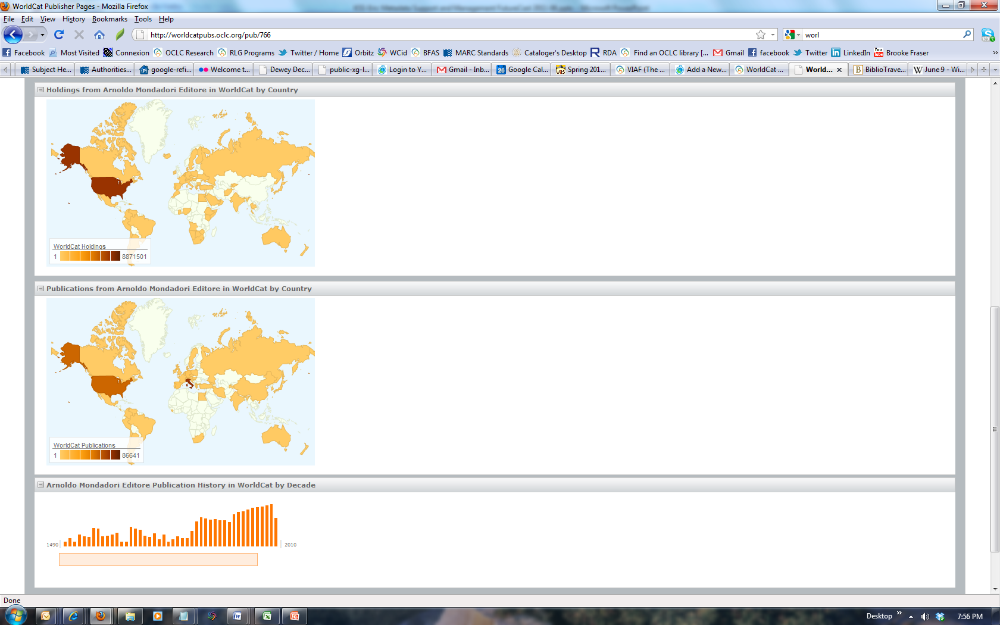 WorldCat Publisher Pages - Mozilla Firefox
File Edit View History Bookmarks Tools Help
http://worldcatpubs.oclc.org/pub/766
worl
Facebook Most Visited Connexion OCLC Research RLG Programs Twitter / Home Orbitz WCid BFAS MARC Standards Cataloger's Desktop RDA Find an OCLC library [... Gmail facebook Twitter LinkedIn Brooke Fraser
Subject He... Authorities... google-refi... Welcome t... Dewey Dec... public-xg-l... Login to Y... Gmail - Inb... Google Cal... Spring 201... VIAF (The ... Add a New... WorldCat ... World... BiblioTrave... June 9 - Wi...
Holdings from Arnoldo Mondadori Editore in WorldCat by Country
WorldCat Holdings
1 8871501
Publications from Arnoldo Mondadori Editore in WorldCat by Country
WorldCat Publications
1 86641
Arnoldo Mondadori Editore Publication History in WorldCat by Decade
1490 2010
Done
Desktop 7:56 PM